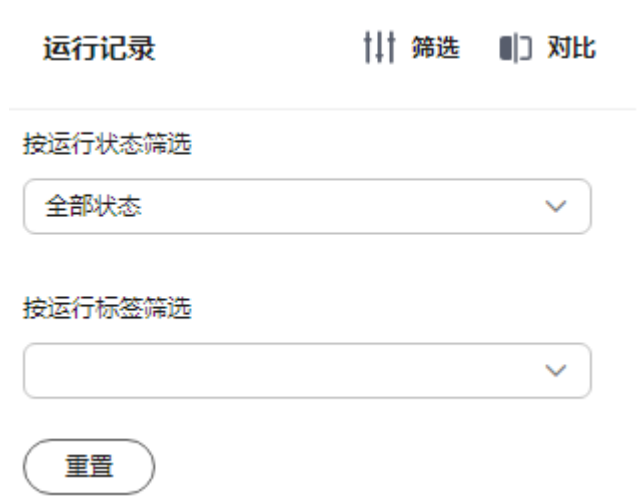 运行记录 筛选 对比
按运行状态筛选
全部状态
按运行标签筛选
重置